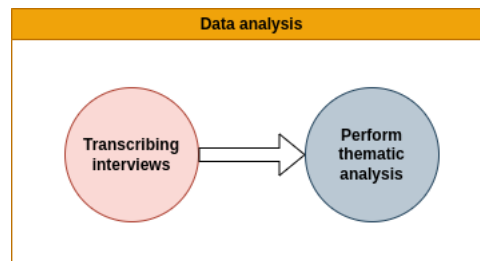 Data analysis
Transcribing
interviews
Perform
thematic
analysis